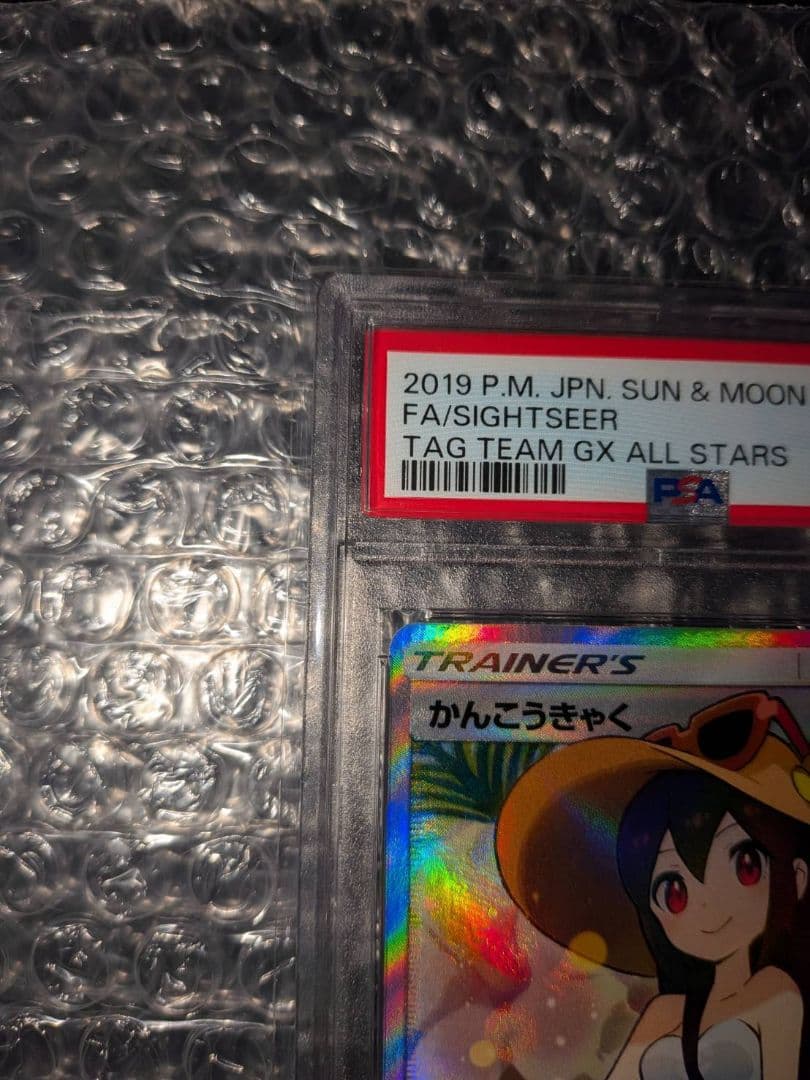 2019 P.M. JPN. SUN & MOON
FA/SIGHTSEER
TAG TEAM GX ALL STARS
PSA
TRAINER'S
かんこうきゃく